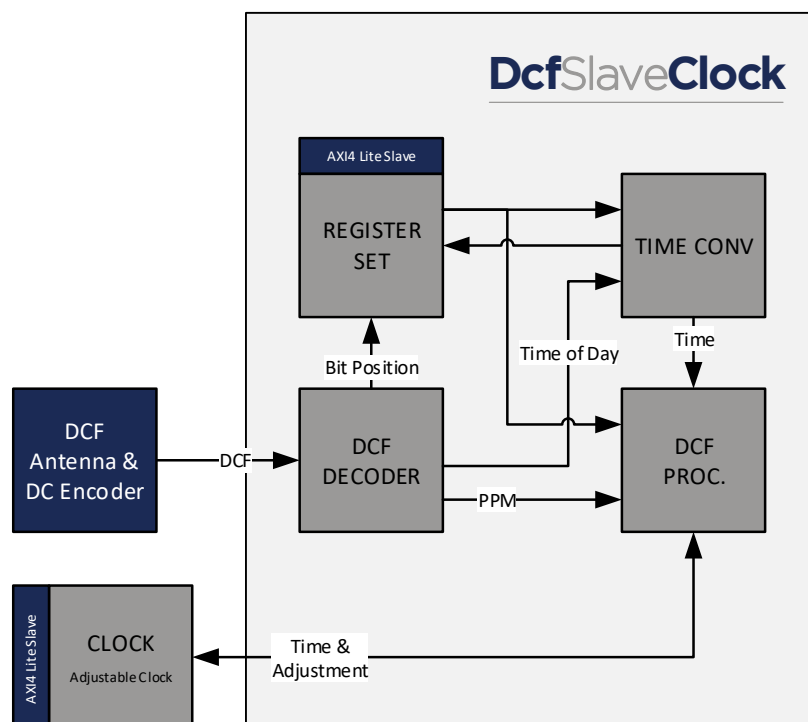 DcfSlaveClock
AXI4 Lite Slave
REGISTER
SET
TIME CONV
Time of Day
Time
Bit Position
DCF
Antenna &
DC Encoder
DCF
DCF
DECODER
PPM
DCF
PROC.
AXI4 Lite Slave
CLOCK
Adjustable Clock
Time &
Adjustment